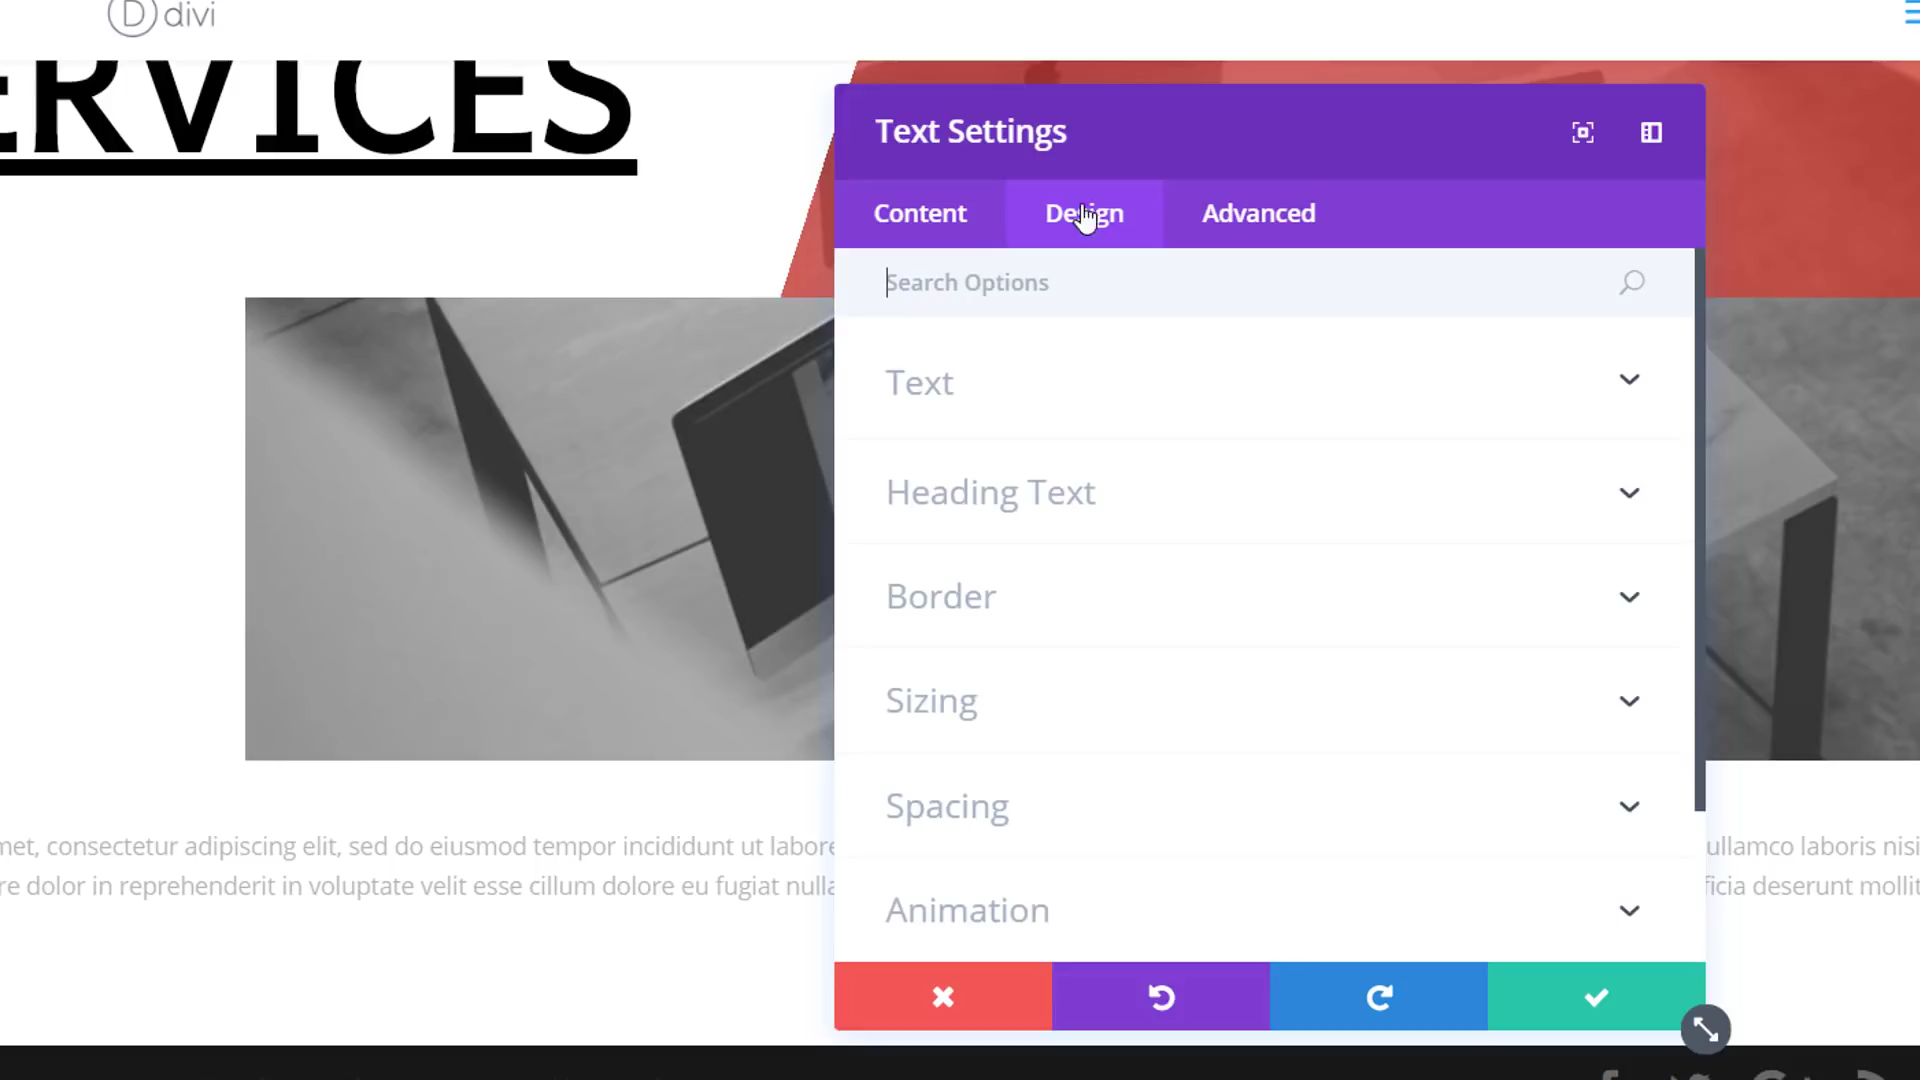 D divi
ERVICES
Text Settings
Content Design Advanced
Search Options
Text
Heading Text
Border
Sizing
Spacing
Animation
met, consectetur adipiscing elit, sed do eiusmod tempor incididunt ut labore ullamco laboris nisi
re dolor in reprehenderit in voluptate velit esse cillum dolore eu fugiat nulla ficia deserunt mollit